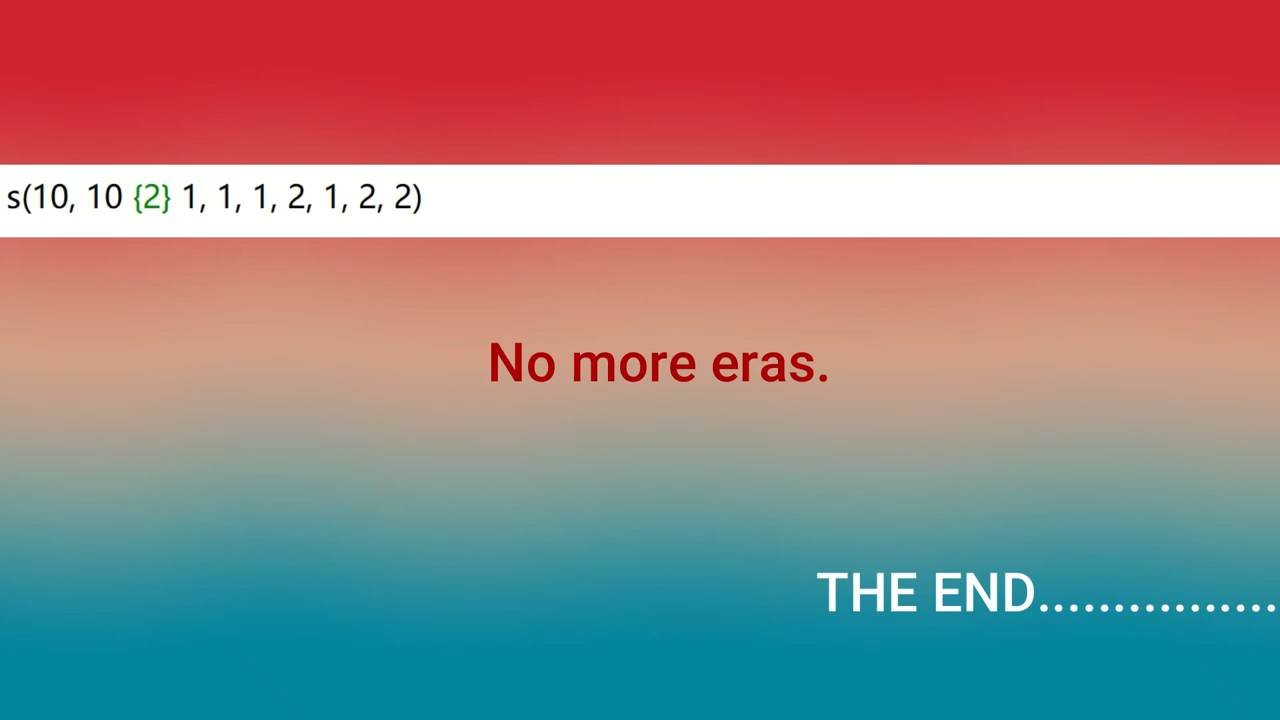 s(10, 10 {2} 1, 1, 1, 2, 1, 2, 2)
No more eras.
THE END................